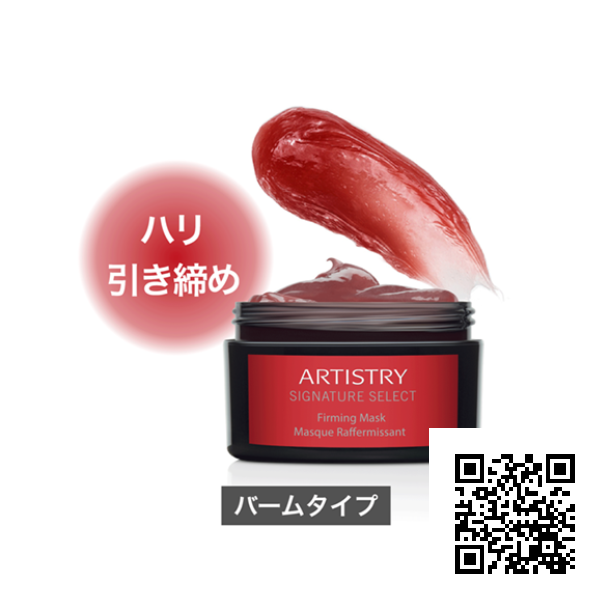 ハリ
引き締め
ARTISTRY
SIGNATURE SELECT
Firming Mask
Masque Raffermissant
バームタイプ